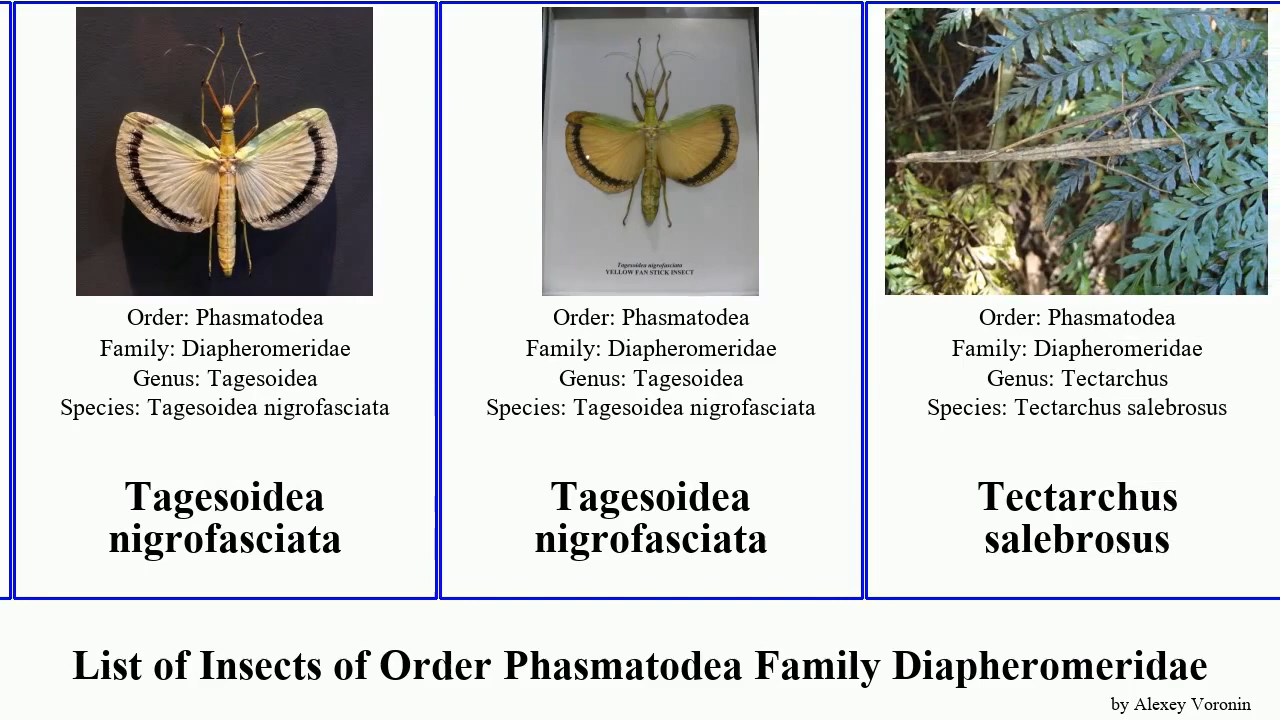 Tagesoidea nigrofasciata
YELLOW FAN STICK INSECT
Order: Phasmatodea
Family: Diapheromeridae
Genus: Tagesoidea
Species: Tagesoidea nigrofasciata
Tagesoidea
nigrofasciata
Order: Phasmatodea
Family: Diapheromeridae
Genus: Tagesoidea
Species: Tagesoidea nigrofasciata
Tagesoidea
nigrofasciata
Order: Phasmatodea
Family: Diapheromeridae
Genus: Tectarchus
Species: Tectarchus salebrosus
Tectarchus
salebrosus
List of Insects of Order Phasmatodea Family Diapheromeridae
by Alexey Voronin